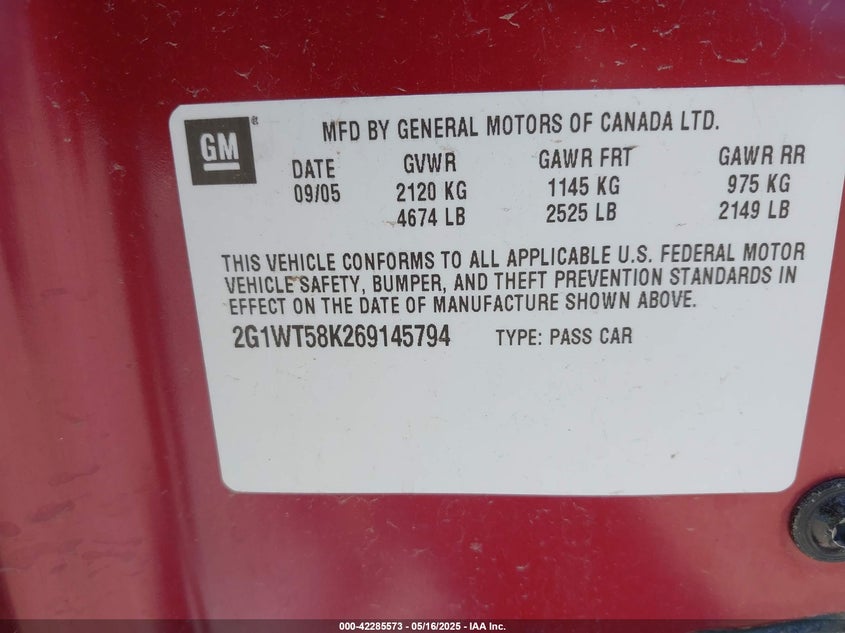 GM®
MFD BY GENERAL MOTORS OF CANADA LTD.
DATE GVWR GAWR FRT GAWR RR
09/05 2120 KG 1145 KG 975 KG
4674 LB 2525 LB 2149 LB
THIS VEHICLE CONFORMS TO ALL APPLICABLE U.S. FEDERAL MOTOR
VEHICLE SAFETY, BUMPER, AND THEFT PREVENTION STANDARDS IN
EFFECT ON THE DATE OF MANUFACTURE SHOWN ABOVE.
2G1WT58K269145794 TYPE: PASS CAR
000-42285573 - 05/16/2025 - IAA Inc.